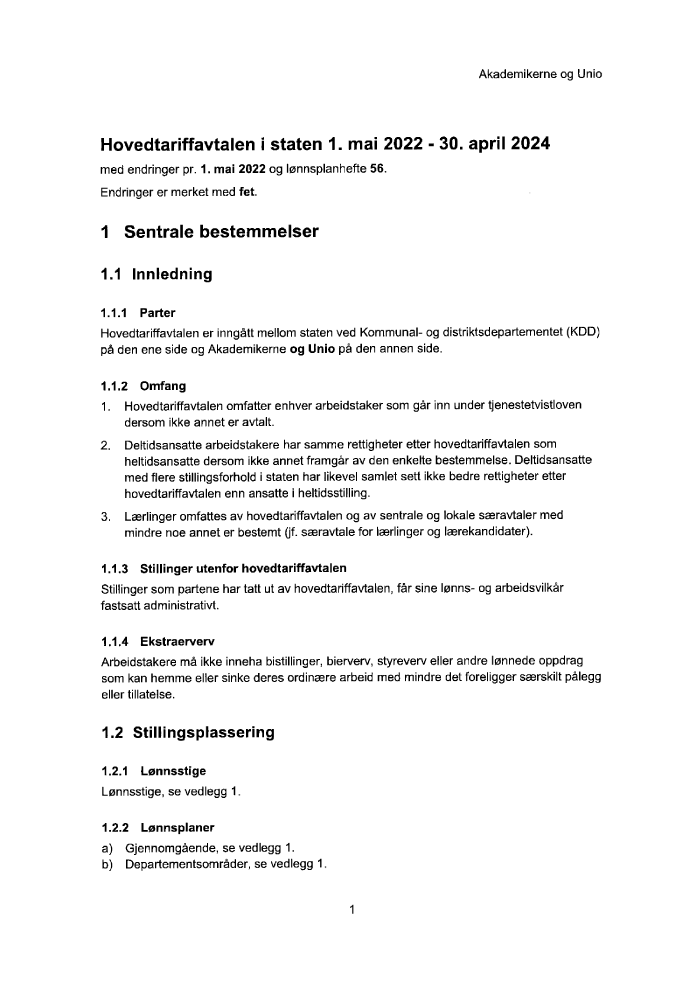 Akademikerne og Unio
Hovedtariffavtalen i staten 1. mai 2022 - 30. april 2024
med endringer pr. 1. mai 2022 og lønnsplanhefte 56.
Endringer er merket med fet.
1 Sentrale bestemmelser
1.1 Innledning
1.1.1 Parter
Hovedtariffavtalen er inngått mellom staten ved Kommunal- og distriktsdepartementet (KDD)
på den ene side og Akademikerne og Unio på den annen side.
1.1.2 Omfang
1. Hovedtariffavtalen omfatter enhver arbeidstaker som går inn under tjenestetvistloven
dersom ikke annet er avtalt.
2. Deltidsansatte arbeidstakere har samme rettigheter etter hovedtariffavtalen som
heltidsansatte dersom ikke annet framgår av den enkelte bestemmelse. Deltidsansatte
med flere stillingsforhold i staten har likevel samlet sett ikke bedre rettigheter etter
hovedtariffavtalen enn ansatte i heltidsstilling.
3. Lærlinger omfattes av hovedtariffavtalen og av sentrale og lokale særavtaler med
mindre noe annet er bestemt (jf. særavtale for lærlinger og lærekandidater).
1.1.3 Stillinger utenfor hovedtariffavtalen
Stillinger som partene har tatt ut av hovedtariffavtalen, får sine lønns- og arbeidsvilkår
fastsatt administrativt.
1.1.4 Ekstraerverv
Arbeidstakere må ikke inneha bistillinger, bierverv, styreverv eller andre lønnede oppdrag
som kan hemme eller sinke deres ordinære arbeid med mindre det foreligger særskilt pålegg
eller tillatelse.
1.2 Stillingsplassering
1.2.1 Lønnsstige
Lønnsstige, se vedlegg 1.
1.2.2 Lønnsplaner
a) Gjennomgående, se vedlegg 1.
b) Departementsområder, se vedlegg 1.
1